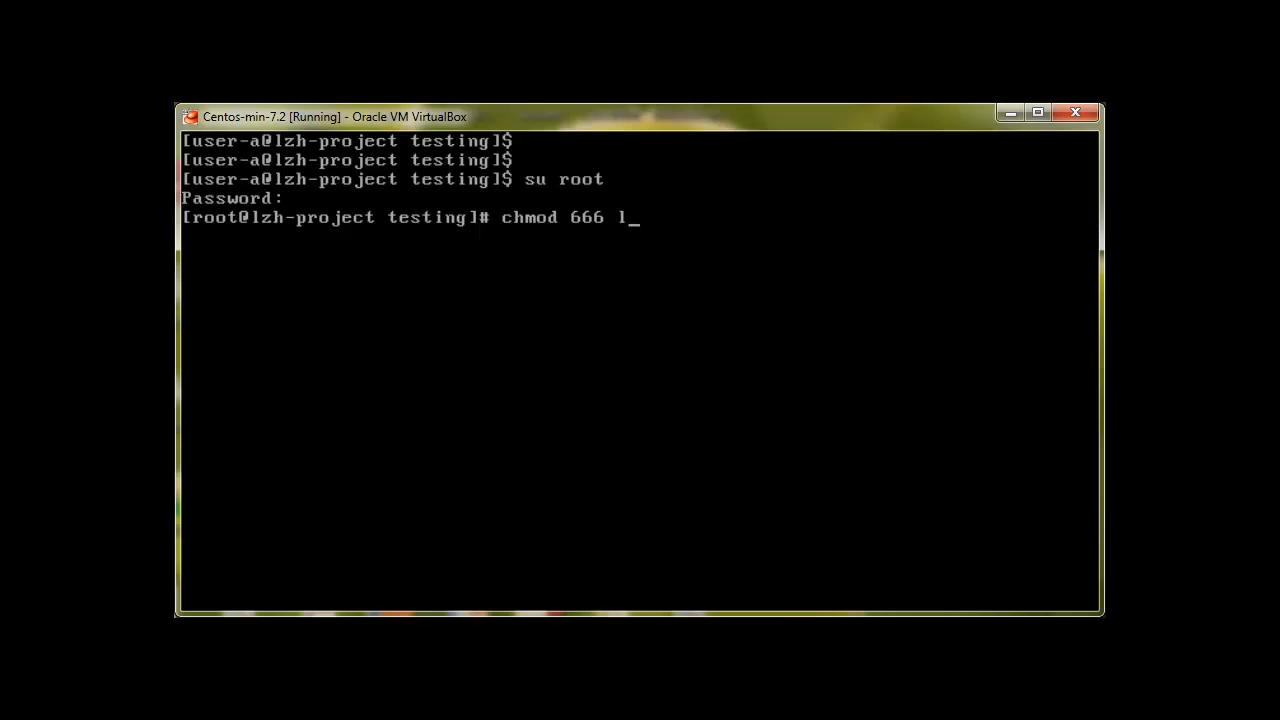 Centos-min-7.2 [Running] - Oracle VM VirtualBox
[user-a@lzh-project testing]$
[user-a@lzh-project testing]$
[user-a@lzh-project testing]$ su root
Password:
[root@lzh-project testing]# chmod 666 l_